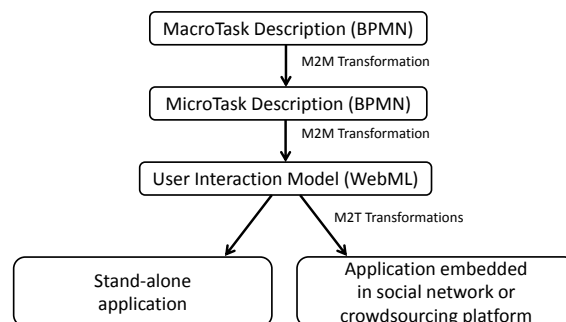 MacroTask Description (BPMN)
M2M Transformation
MicroTask Description (BPMN)
M2M Transformation
User Interaction Model (WebML)
M2T Transformations
Stand-alone
application
Application embedded
in social network or
crowdsourcing platform